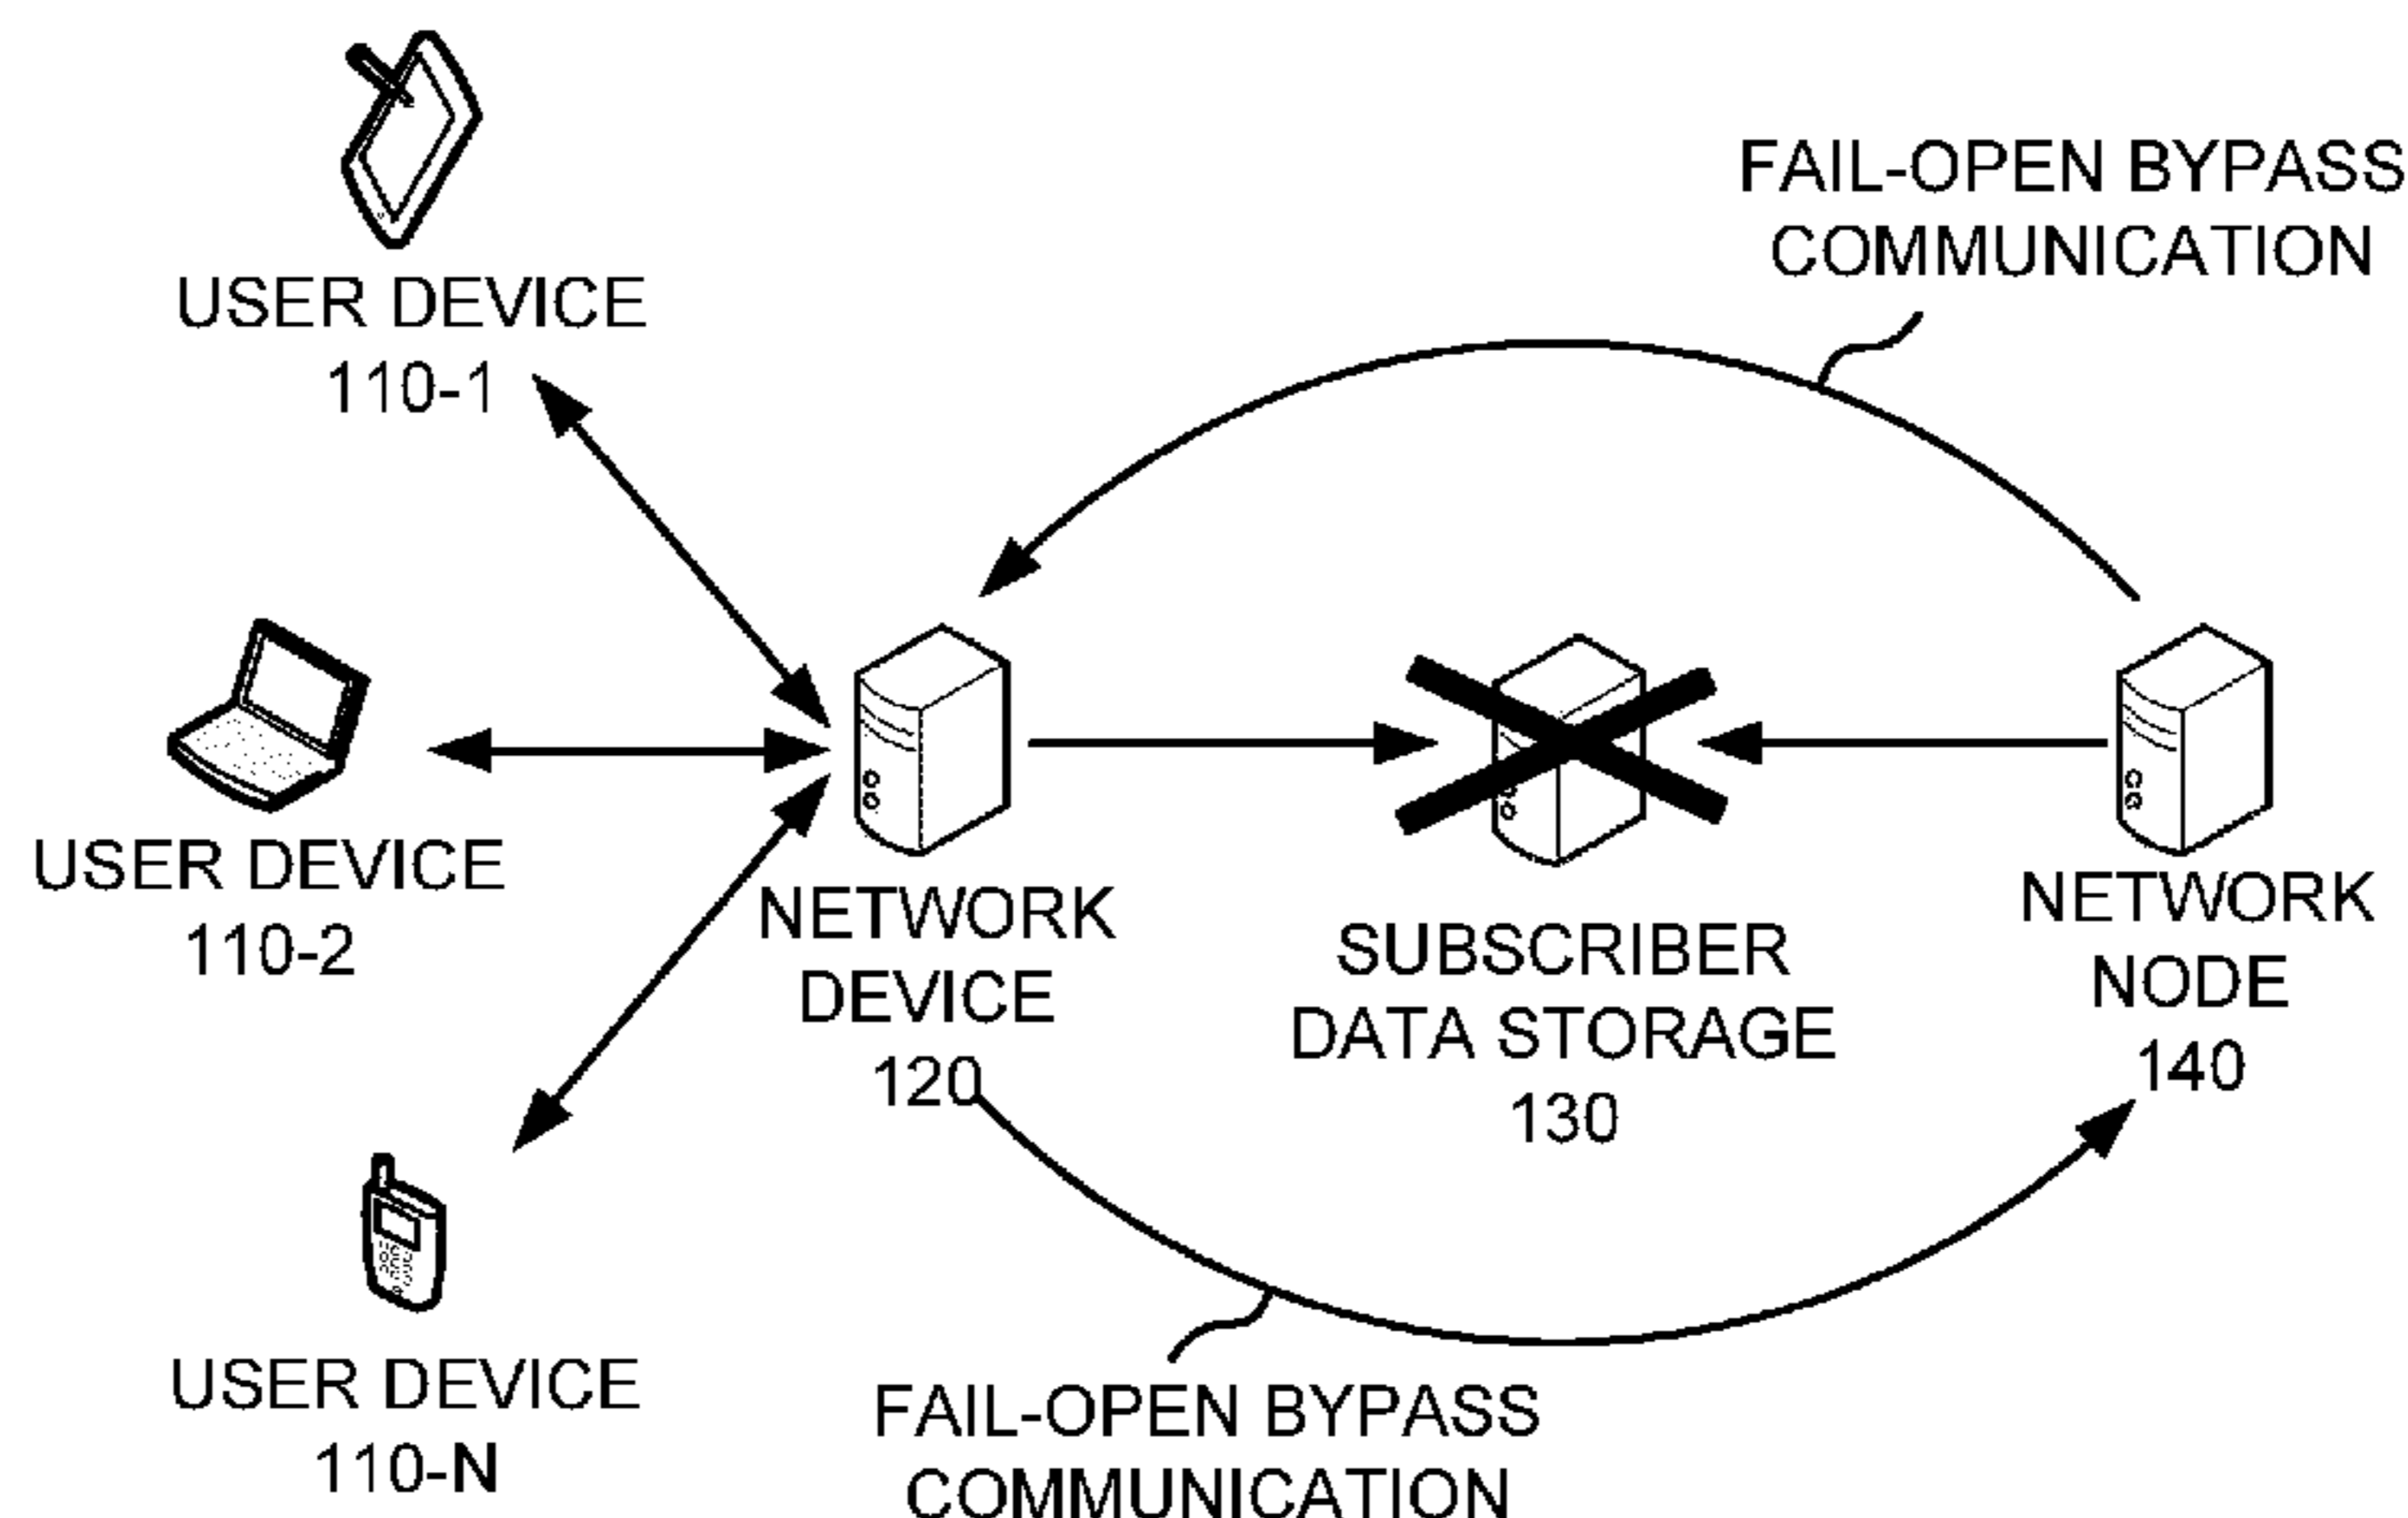 FAIL-OPEN BYPASS
COMMUNICATION
USER DEVICE
110-1
USER DEVICE
110-2
NETWORK
DEVICE
120
SUBSCRIBER
DATA STORAGE
130
NETWORK
NODE
140
USER DEVICE
110-N
FAIL-OPEN BYPASS
COMMUNICATION